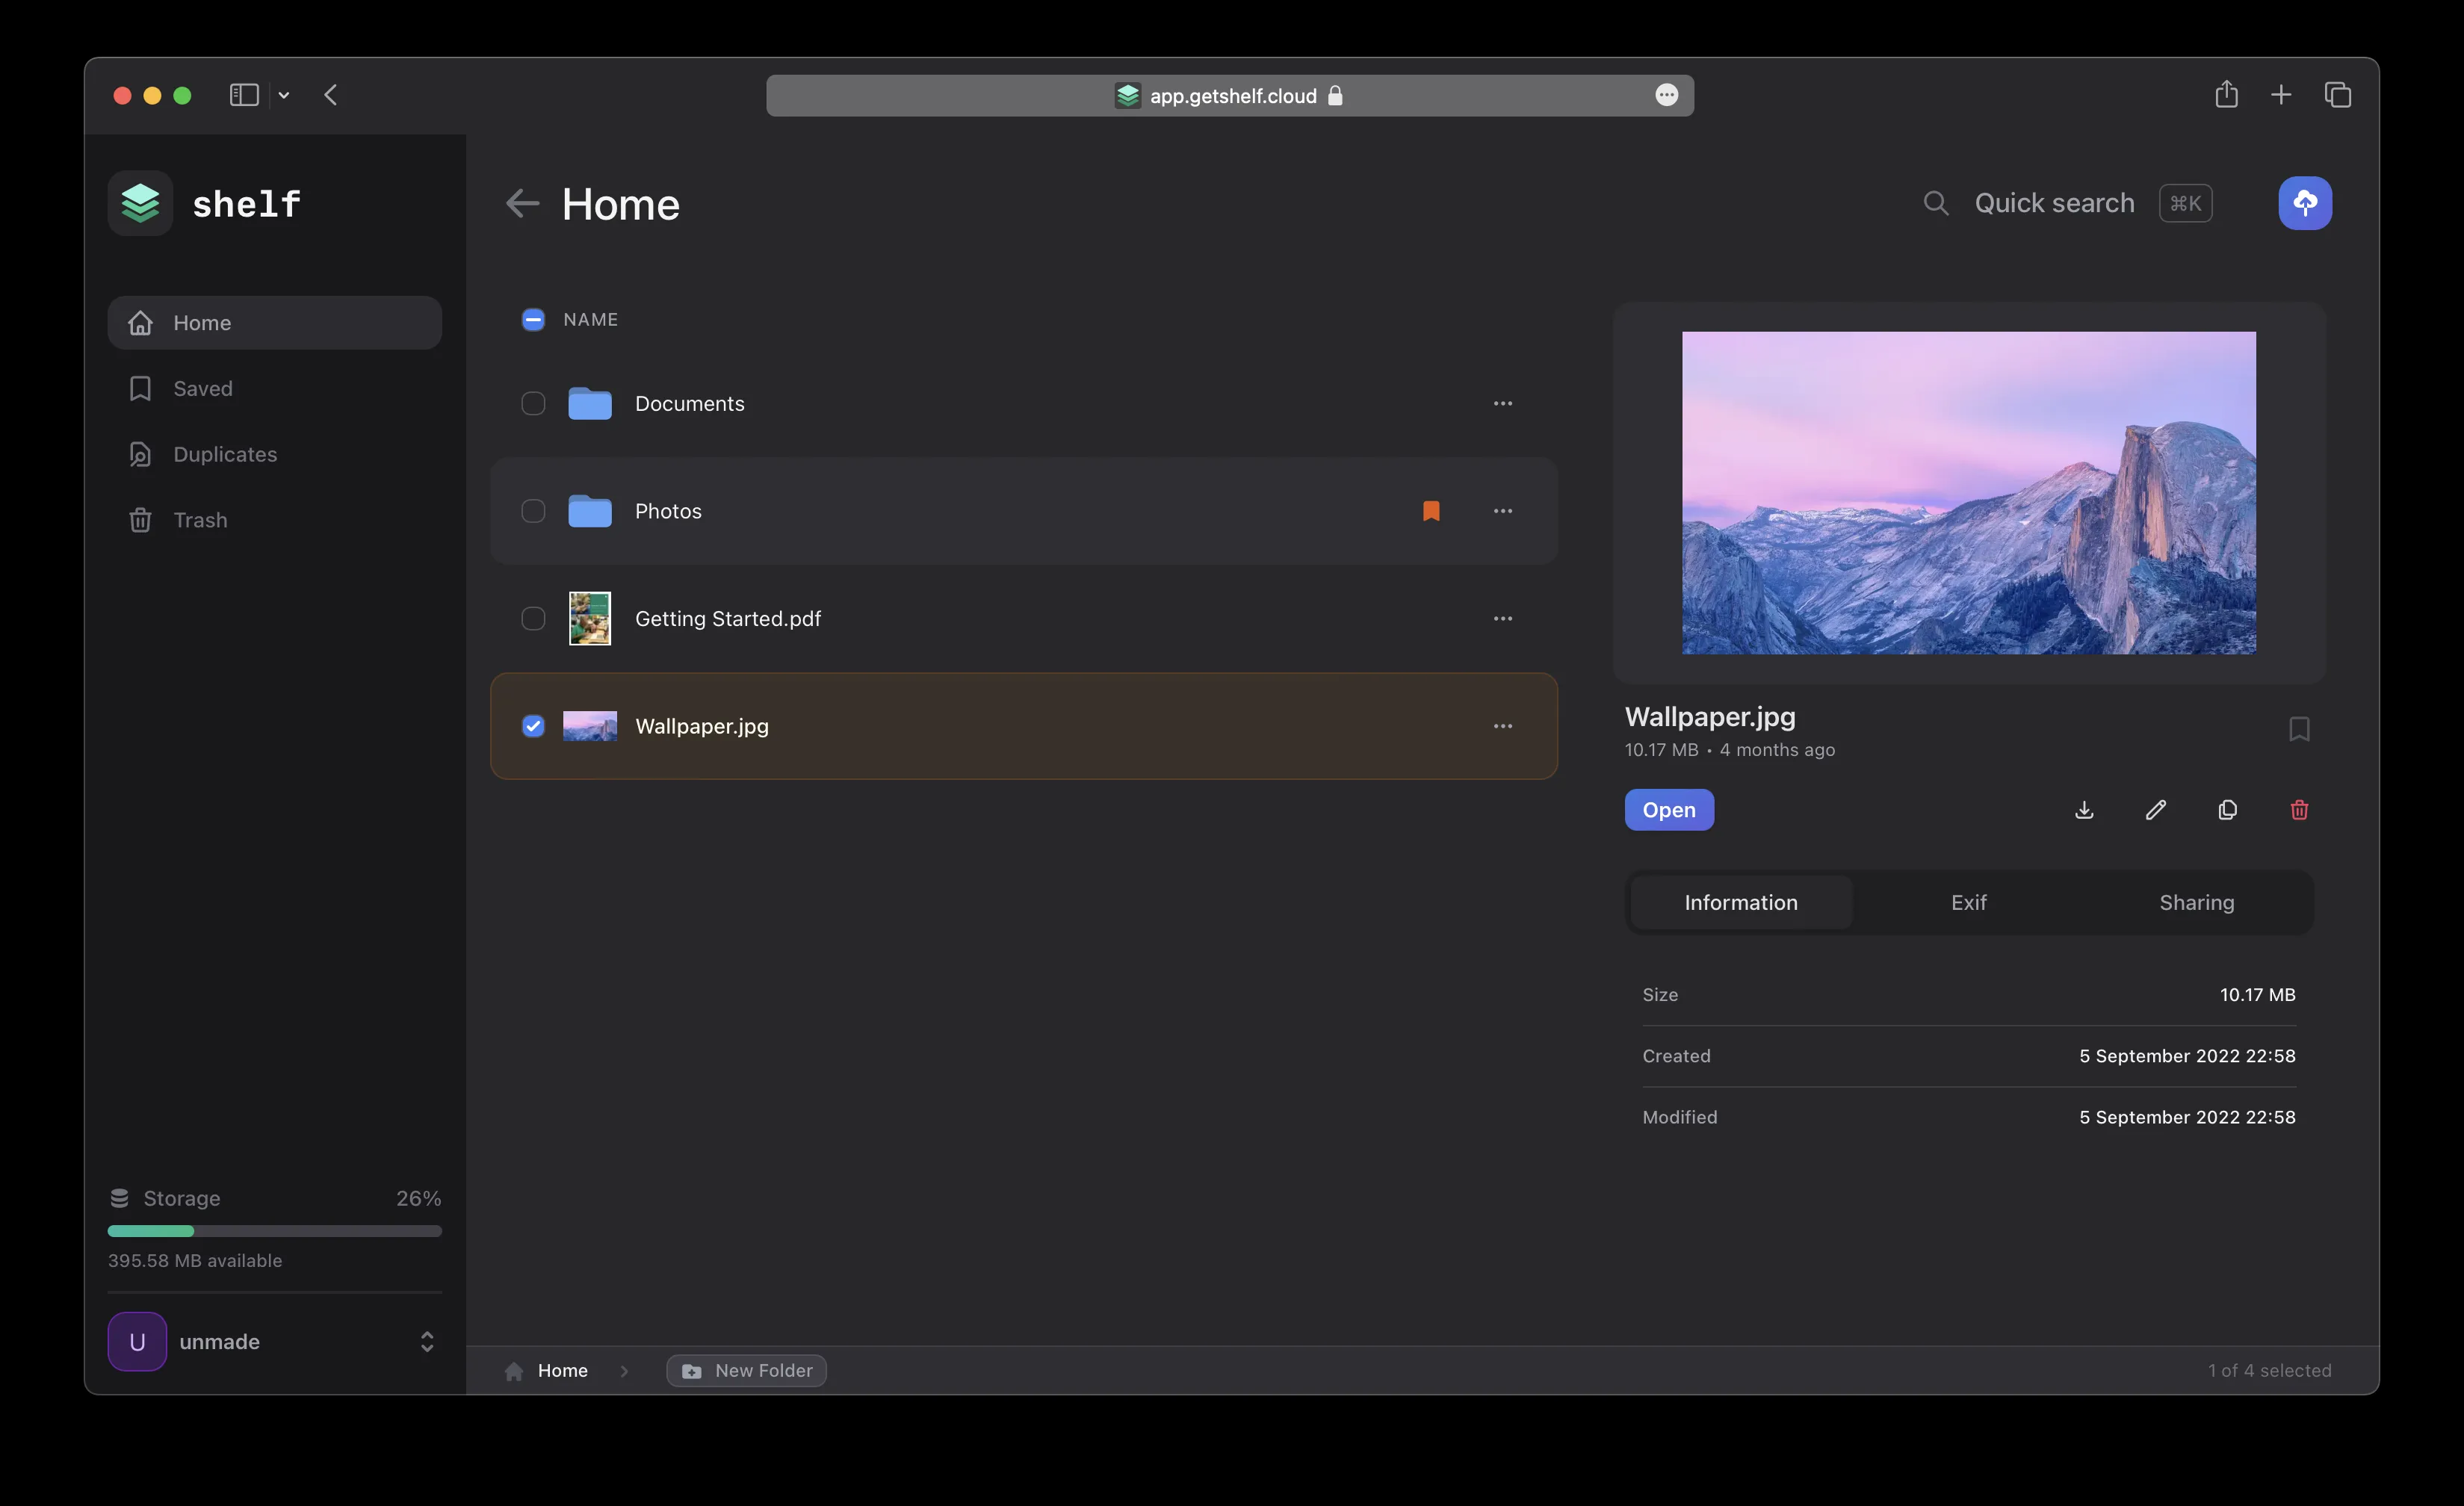 app.getshelf.cloud
shelf
Home
Saved
Duplicates
Trash
Storage 26%
395.58 MB available
U unmade
Home
Quick search ⌘K
NAME
Documents
Photos
Getting Started.pdf
Wallpaper.jpg
Wallpaper.jpg
10.17 MB • 4 months ago
Open
Information Exif Sharing
Size 10.17 MB
Created 5 September 2022 22:58
Modified 5 September 2022 22:58
Home New Folder
1 of 4 selected